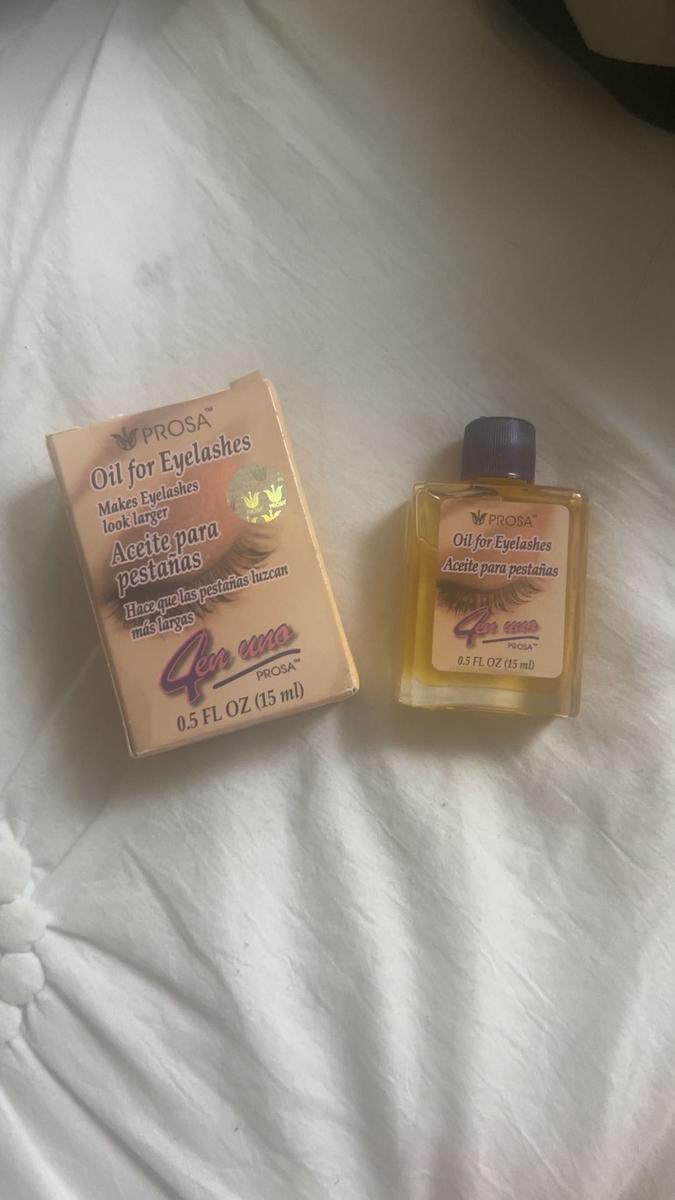 PROSA™
Oil for Eyelashes
Makes Eyelashes
look larger
Aceite para
pestañas
Hace que las pestañas luzcan
más largas
4en uno
PROSA™
0.5 FL OZ (15 ml)
PROSA™
Oil for Eyelashes
Aceite para pestañas
4en uno
PROSA™
0.5 FL OZ (15 ml)